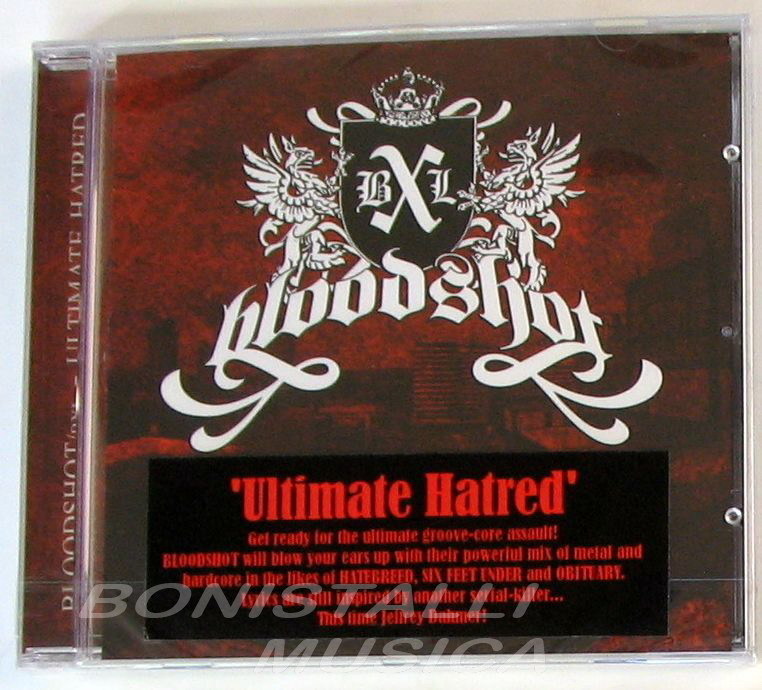 B X L
bloodshot
BLOODSHOT ULTIMATE HATRED
'Ultimate Hatred'
Get ready for the ultimate groove-core assault!
BLOODSHOT will blow your ears up with their powerful mix of metal and
hardcore in the likes of HATEBREED, SIX FEET UNDER and OBITUARY.
Lyrics are still inspired by another serial-killer...
This time Jeffrey Dahmer!
BONISTALLI
MUSICA